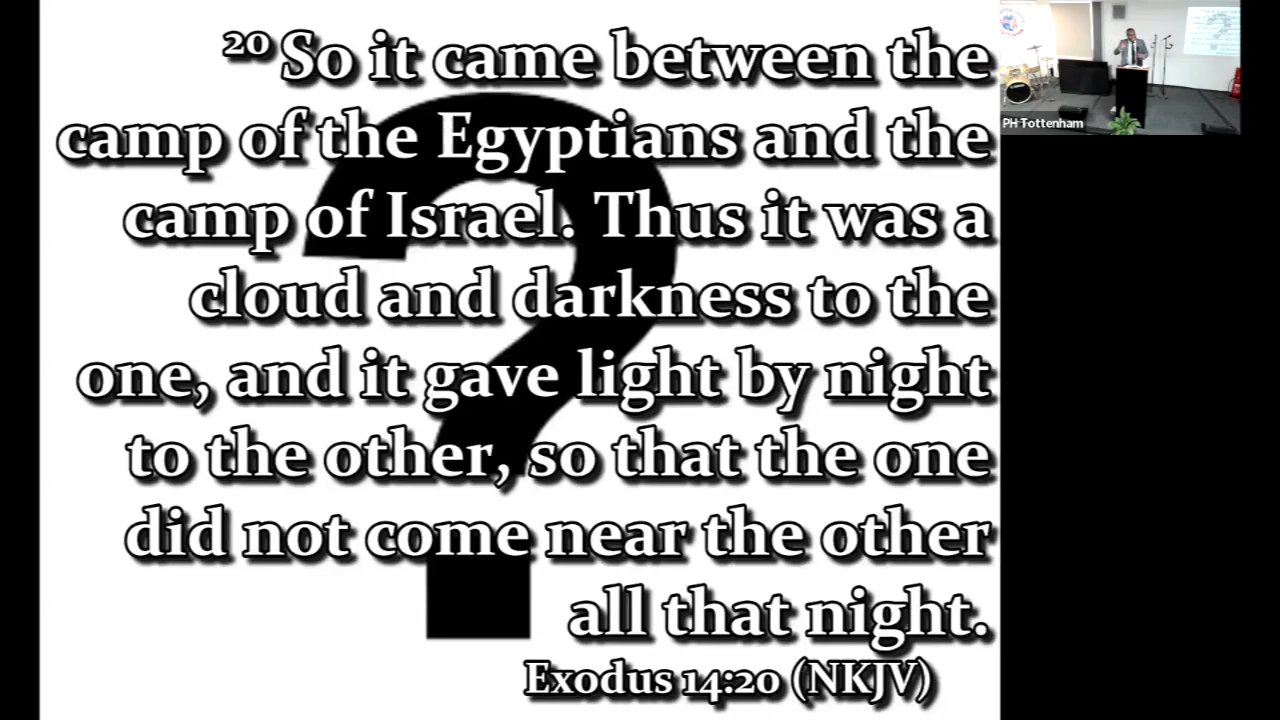 20 So it came between the
camp of the Egyptians and the
camp of Israel. Thus it was a
cloud and darkness to the
one, and it gave light by night
to the other, so that the one
did not come near the other
all that night.
Exodus 14:20 (NKJV)
PH Tottenham